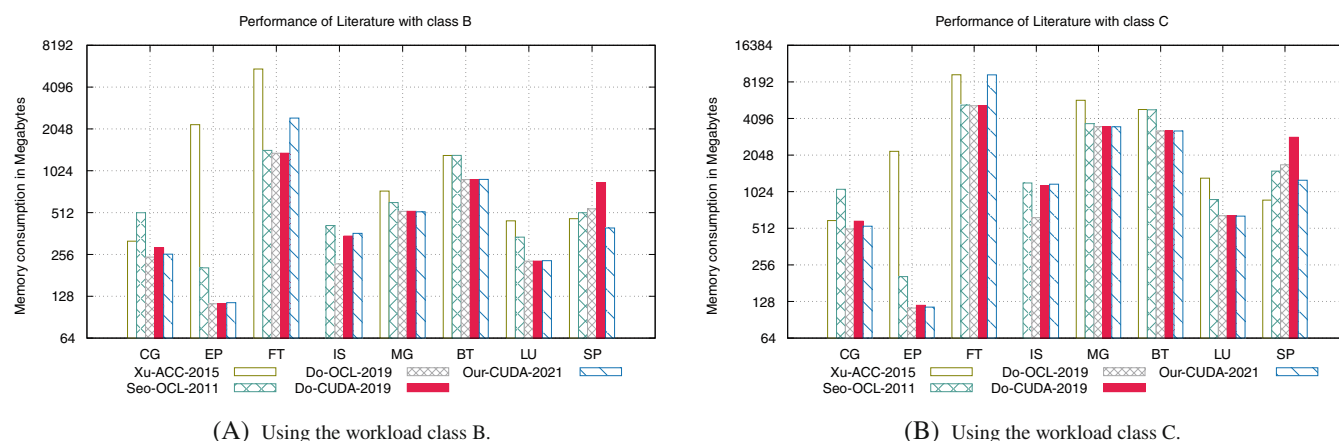 Performance of Literature with class B
Memory consumption in Megabytes
8192
4096
2048
1024
512
256
128
64
CG EP FT IS MG BT LU SP
Xu-ACC-2015 Do-OCL-2019 Our-CUDA-2021
Seo-OCL-2011 Do-CUDA-2019
(A) Using the workload class B.
Performance of Literature with class C
Memory consumption in Megabytes
16384
8192
4096
2048
1024
512
256
128
64
CG EP FT IS MG BT LU SP
Xu-ACC-2015 Do-OCL-2019 Our-CUDA-2021
Seo-OCL-2011 Do-CUDA-2019
(B) Using the workload class C.